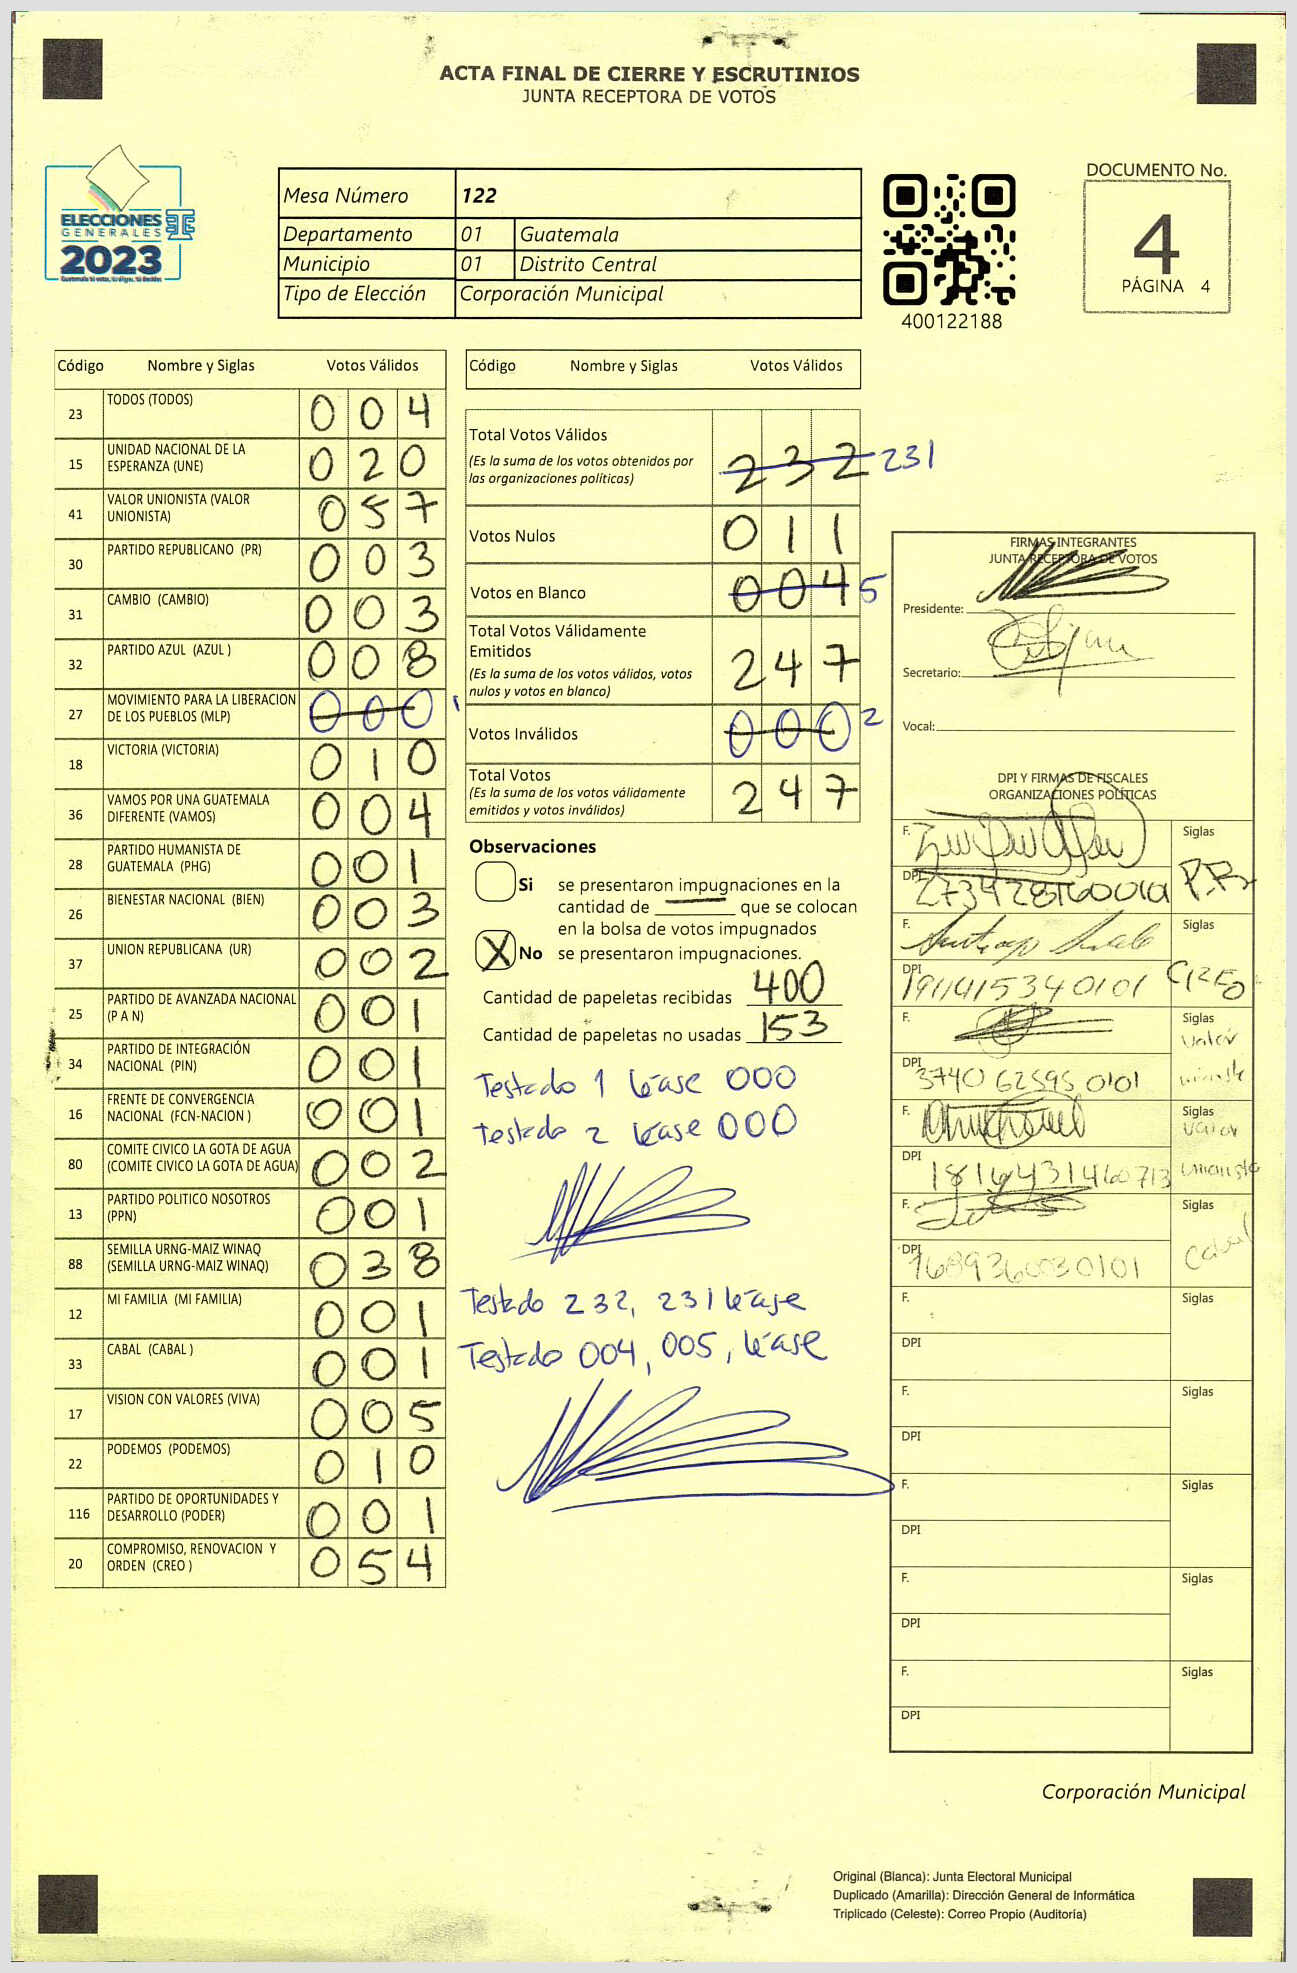 ACTA FINAL DE CIERRE Y ESCRUTINIOS
JUNTA RECEPTORA DE VOTOS
ELECCIONES
GENERALES
2023
Mesa Número 122
Departamento 01 Guatemala
Municipio 01 Distrito Central
Tipo de Elección Corporación Municipal
400122188
DOCUMENTO No.
4
PÁGINA 4
Código Nombre y Siglas Votos Válidos
23 TODOS (TODOS) 0 0 4
15 UNIDAD NACIONAL DE LA ESPERANZA (UNE) 0 2 0
41 VALOR UNIONISTA (VALOR UNIONISTA) 0 5 7
30 PARTIDO REPUBLICANO (PR) 0 0 3
31 CAMBIO (CAMBIO) 0 0 3
32 PARTIDO AZUL (AZUL ) 0 0 8
27 MOVIMIENTO PARA LA LIBERACION DE LOS PUEBLOS (MLP) 0 0 0 1
18 VICTORIA (VICTORIA) 0 1 0
36 VAMOS POR UNA GUATEMALA DIFERENTE (VAMOS) 0 0 4
28 PARTIDO HUMANISTA DE GUATEMALA (PHG) 0 0 1
26 BIENESTAR NACIONAL (BIEN) 0 0 3
37 UNION REPUBLICANA (UR) 0 0 2
25 PARTIDO DE AVANZADA NACIONAL (P A N) 0 0 1
34 PARTIDO DE INTEGRACIÓN NACIONAL (PIN) 0 0 1
16 FRENTE DE CONVERGENCIA NACIONAL (FCN-NACION ) 0 0 1
80 COMITE CIVICO LA GOTA DE AGUA (COMITE CIVICO LA GOTA DE AGUA) 0 0 2
13 PARTIDO POLITICO NOSOTROS (PPN) 0 0 1
88 SEMILLA URNG-MAIZ WINAQ (SEMILLA URNG-MAIZ WINAQ) 0 3 8
12 MI FAMILIA (MI FAMILIA) 0 0 1
33 CABAL (CABAL ) 0 0 1
17 VISION CON VALORES (VIVA) 0 0 5
22 PODEMOS (PODEMOS) 0 1 0
116 PARTIDO DE OPORTUNIDADES Y DESARROLLO (PODER) 0 0 1
20 COMPROMISO, RENOVACION Y ORDEN (CREO ) 0 5 4
Código Nombre y Siglas Votos Válidos
Total Votos Válidos 2 3 2 231
(Es la suma de los votos obtenidos por
las organizaciones políticas)
Votos Nulos 0 1 1
Votos en Blanco 0 0 4 5
Total Votos Válidamente
Emitidos 2 4 7
(Es la suma de los votos válidos, votos
nulos y votos en blanco)
Votos Inválidos 0 0 0 2
Total Votos 2 4 7
(Es la suma de los votos válidamente
emitidos y votos inválidos)
Observaciones
Si se presentaron impugnaciones en la
cantidad de que se colocan
en la bolsa de votos impugnados
X No se presentaron impugnaciones.
Cantidad de papeletas recibidas 400
Cantidad de papeletas no usadas 153
Testado 1 léase 000
Testado 2 léase 000
Testado 232, 231 léase
Testado 004, 005, léase
FIRMAS INTEGRANTES
JUNTA RECEPTORA DE VOTOS
Presidente:
Secretario:
Vocal:
DPI Y FIRMAS DE FISCALES
ORGANIZACIONES POLÍTICAS
F. Siglas
DPI P.R.
F. Siglas
DPI 1911415340101 CREO
F. Siglas
valor
DPI 3740 62595 0101 unionista
F. Siglas
valor
DPI 1816431460713 unionista
F. Siglas
DPI 7689360030101 Cabal
F. Siglas
DPI
F. Siglas
DPI
F. Siglas
DPI
F. Siglas
DPI
F. Siglas
DPI
Corporación Municipal
Original (Blanca): Junta Electoral Municipal
Duplicado (Amarilla): Dirección General de Informática
Triplicado (Celeste): Correo Propio (Auditoría)